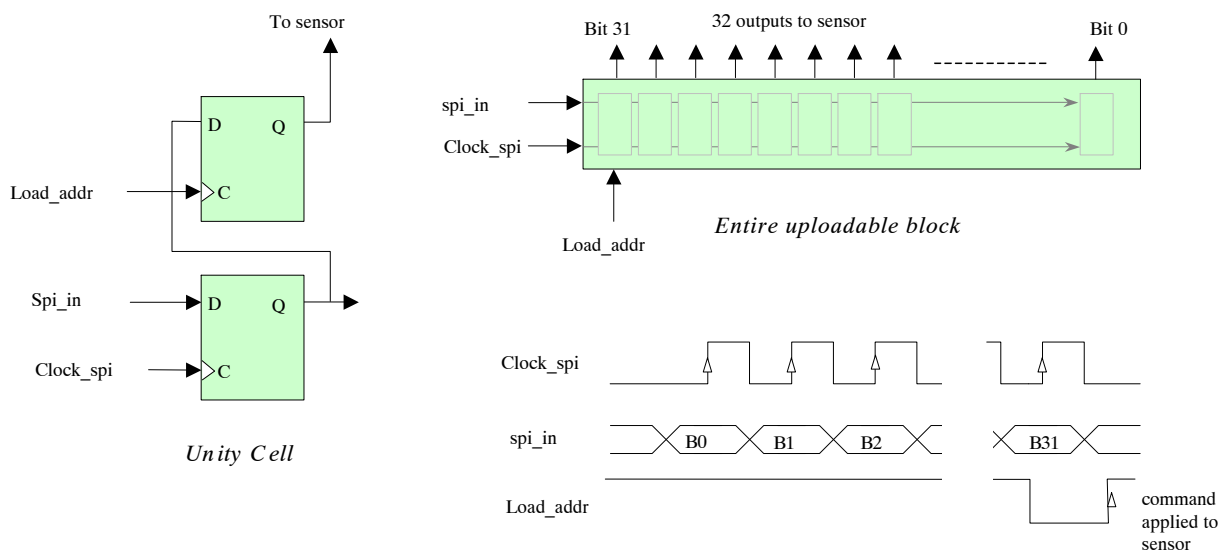 To sensor
D Q
Load_addr
C
Spi_in
D Q
Clock_spi
C
Unity Cell
32 outputs to sensor
Bit 31
Bit 0
spi_in
Clock_spi
Load_addr
Entire uploadable block
Clock_spi
spi_in
B0 B1 B2 B31
Load_addr
command
applied to
sensor